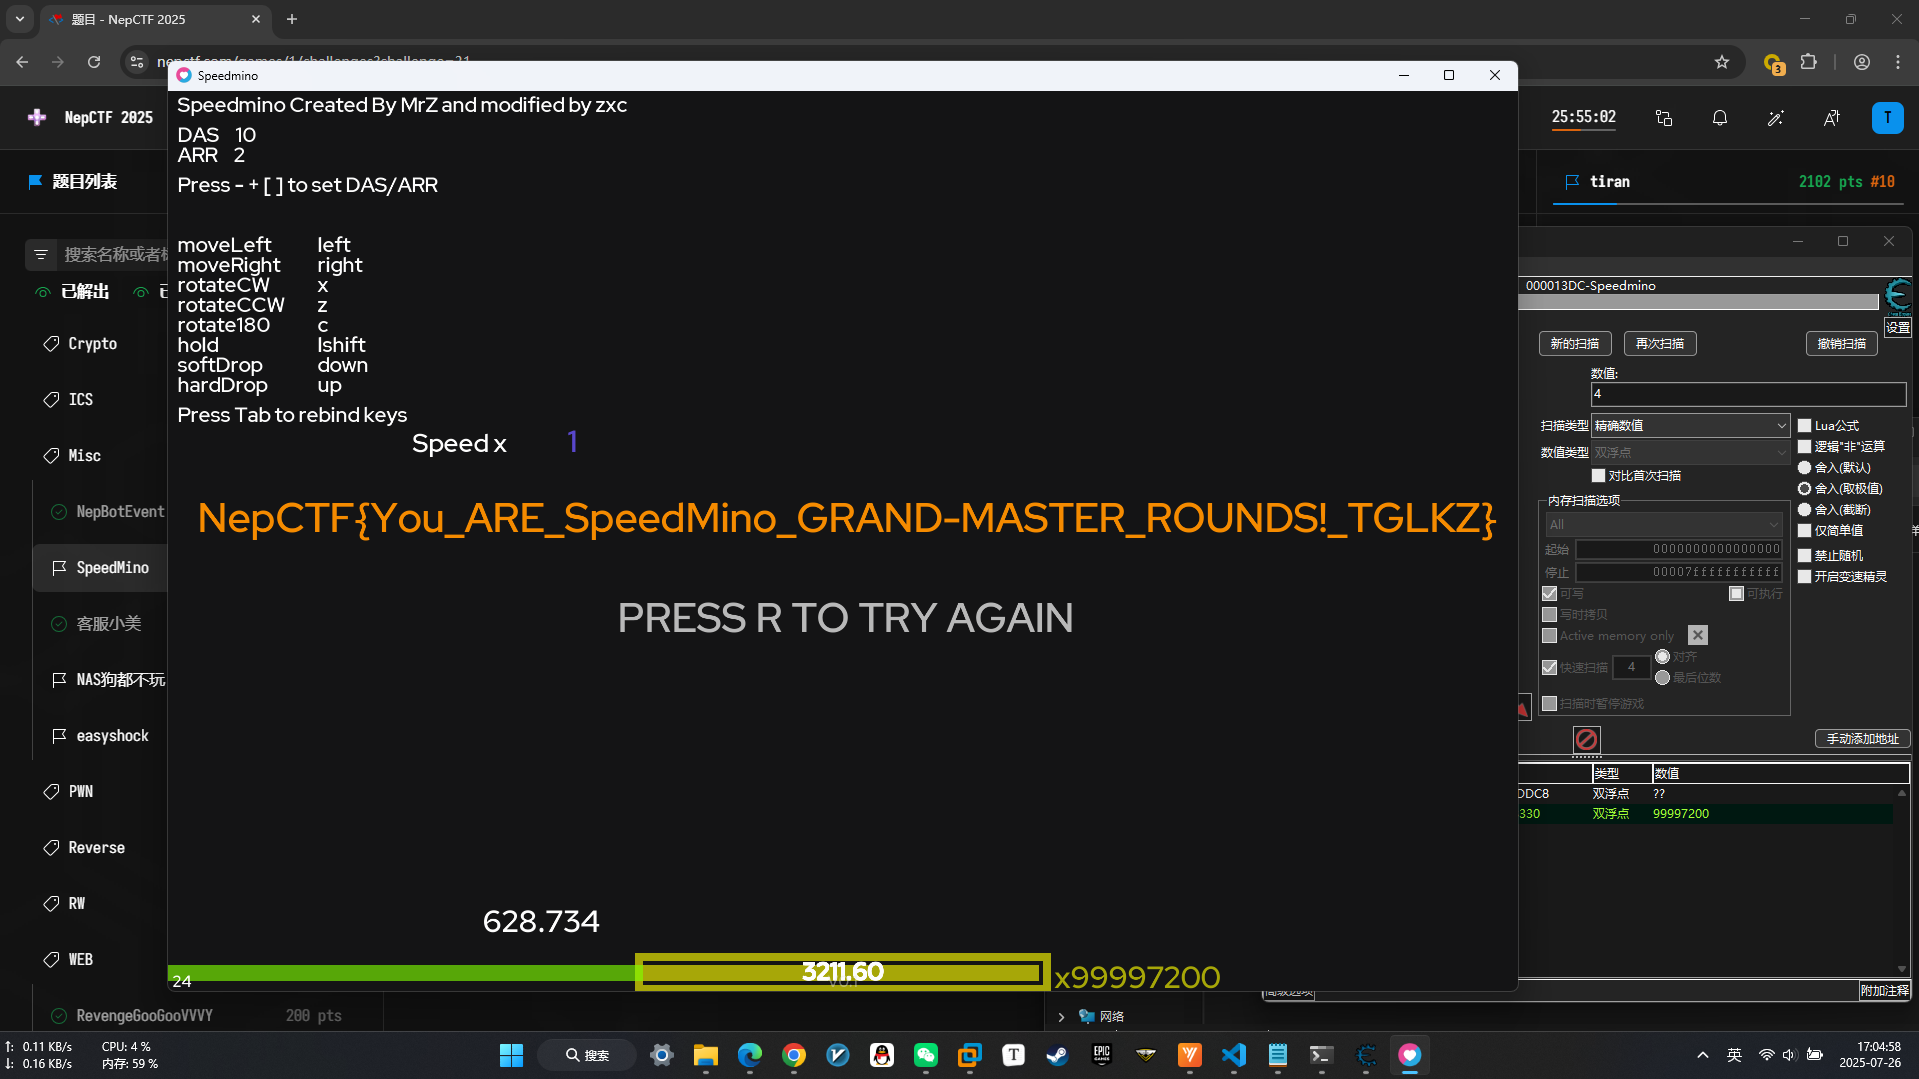 题目 - NepCTF 2025
nepctf.com/games/1/challenges?challenge=31
3
Speedmino
NepCTF 2025
25:55:02
T
题目列表
tiran
2102 pts #10
搜索名称或者标
已解出
已
Crypto
ICS
Misc
NepBotEvent
SpeedMino
客服小美
NAS狗都不玩
easyshock
PWN
Reverse
RW
WEB
RevengeGooGooVVVY
200 pts
Speedmino Created By MrZ and modified by zxc
DAS 10
ARR 2
Press - + [ ] to set DAS/ARR
moveLeft left
moveRight right
rotateCW x
rotateCCW z
rotate180 c
hold lshift
softDrop down
hardDrop up
Press Tab to rebind keys
Speed x 1
NepCTF{You_ARE_SpeedMino_GRAND-MASTER_ROUNDS!_TGLKZ}
PRESS R TO TRY AGAIN
628.734
24
3211.60
x99997200
000013DC-Speedmino
设置
新的扫描
再次扫描
撤销扫描
数值:
4
扫描类型
精确数值
数值类型
双浮点
对比首次扫描
Lua公式
逻辑"非"运算
舍入(默认)
舍入(取极值)
舍入(截断)
仅简单值
禁止随机
开启变速精灵
内存扫描选项
All
起始
0000000000000000
停止
00007fffffffffff
可写
可执行
写时拷贝
Active memory only
快速扫描
4
对齐
最后位数
扫描时暂停游戏
手动添加地址
类型
数值
DDC8
双浮点
??
330
双浮点
99997200
高级选项
附加注释
网络
0.11 KB/s
0.16 KB/s
CPU: 4 %
内存: 59 %
搜索
T
EPIC
GAMES
英
17:04:58
2025-07-26